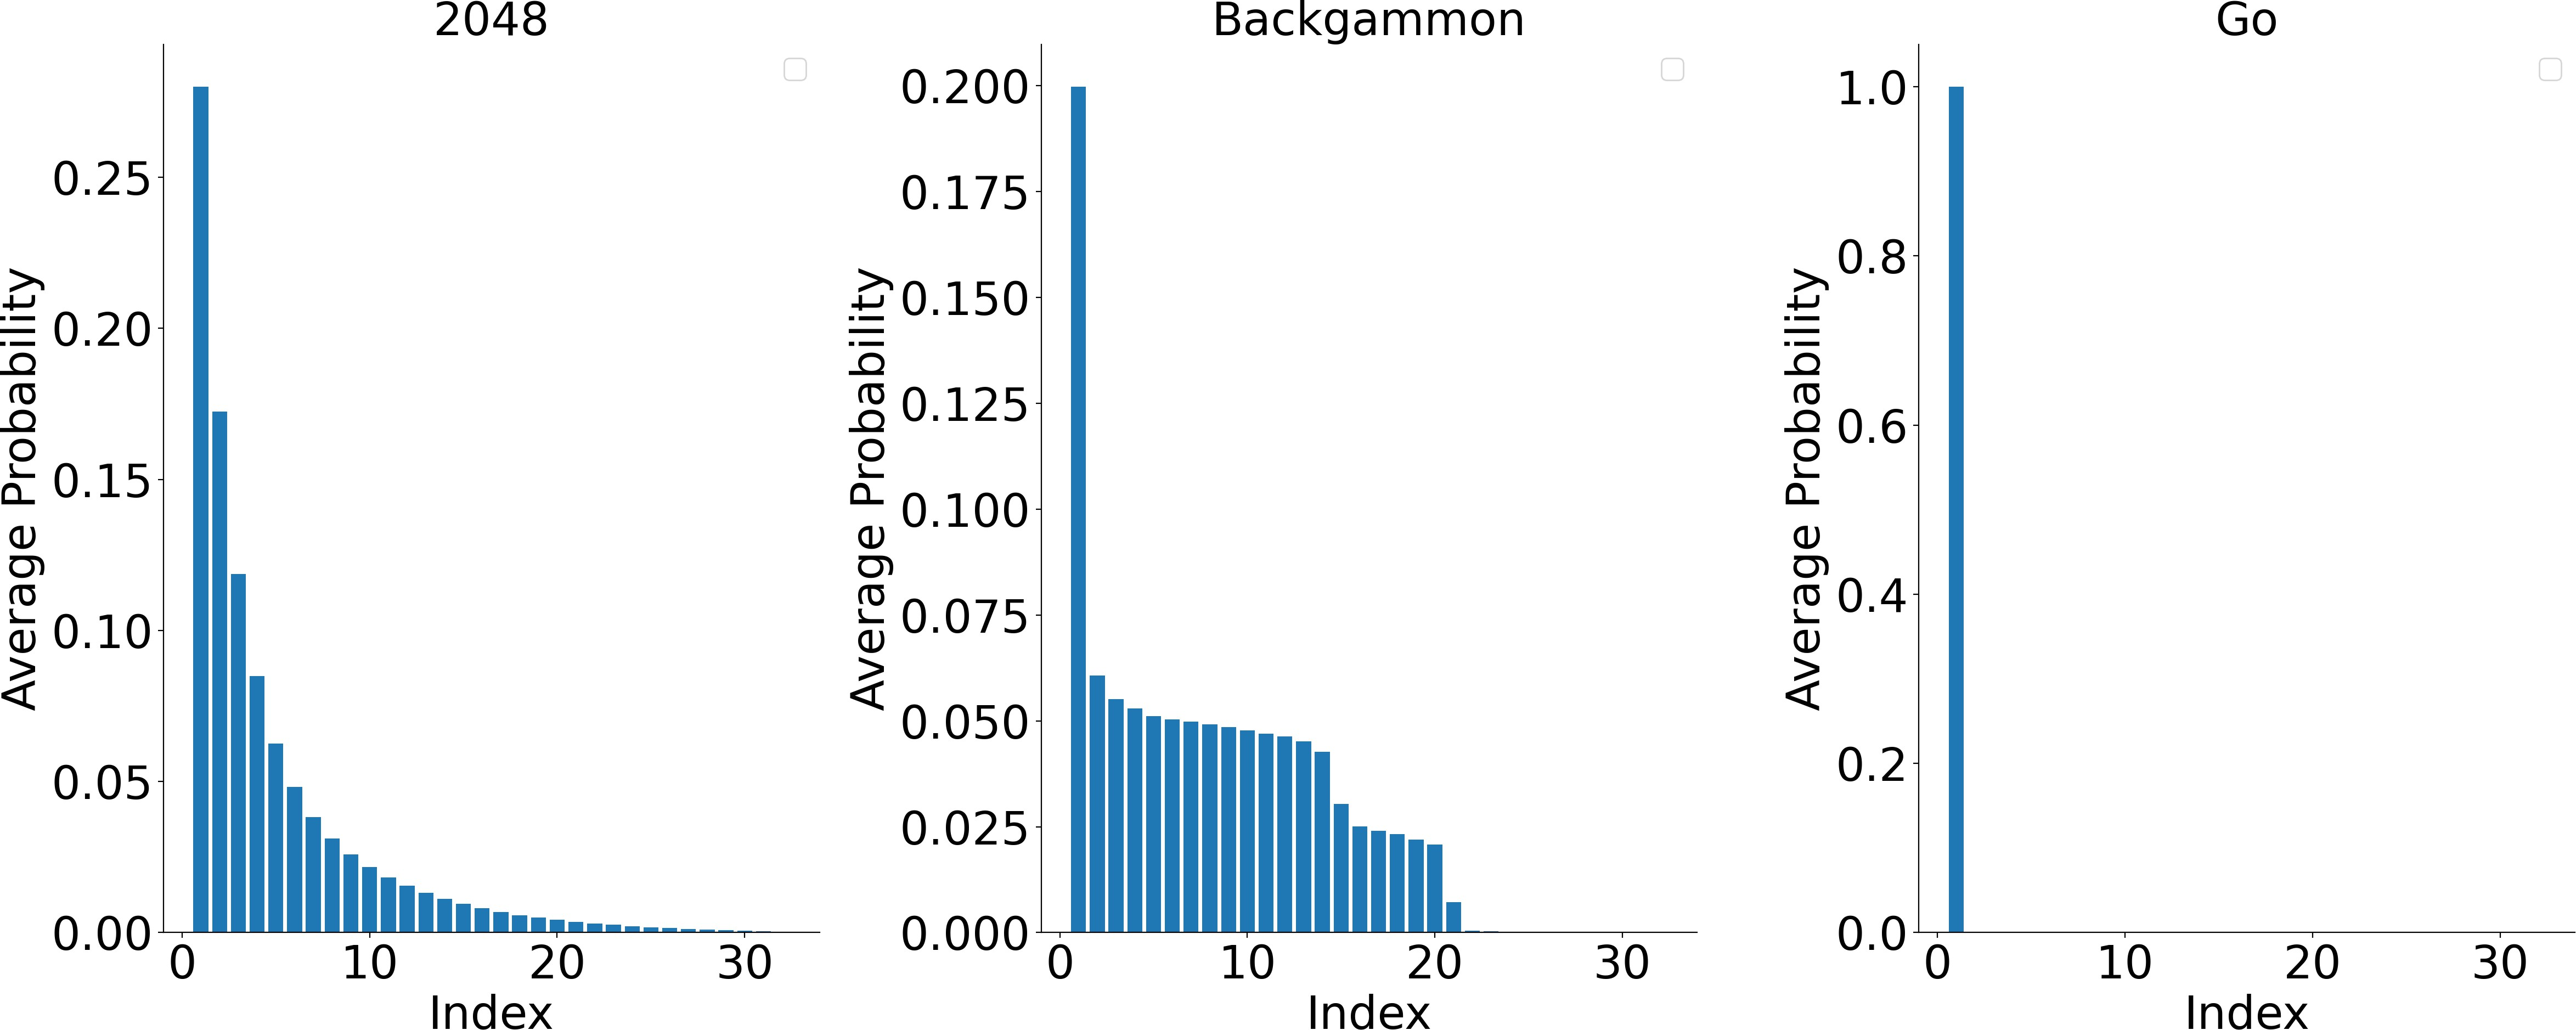 2048
Average Probability
0.25
0.20
0.15
0.10
0.05
0.00
0 10 20 30
Index
Backgammon
Average Probability
0.200
0.175
0.150
0.125
0.100
0.075
0.050
0.025
0.000
0 10 20 30
Index
Go
Average Probability
1.0
0.8
0.6
0.4
0.2
0.0
0 10 20 30
Index